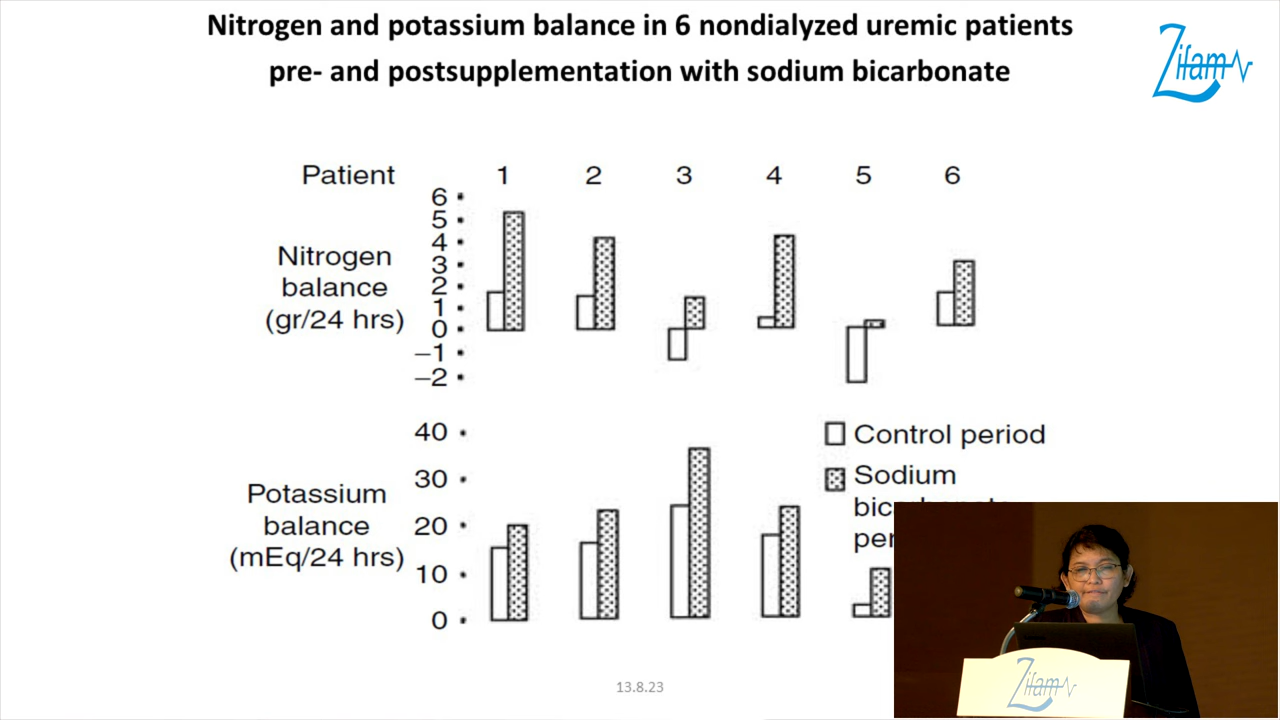 Nitrogen and potassium balance in 6 nondialyzed uremic patients
pre- and postsupplementation with sodium bicarbonate
Zifam
Patient 1 2 3 4 5 6
6
5
4
3
2
1
0
−1
−2
Nitrogen
balance
(gr/24 hrs)
40
30
20
10
0
Potassium
balance
(mEq/24 hrs)
Control period
Sodium
13.8.23
Zifam